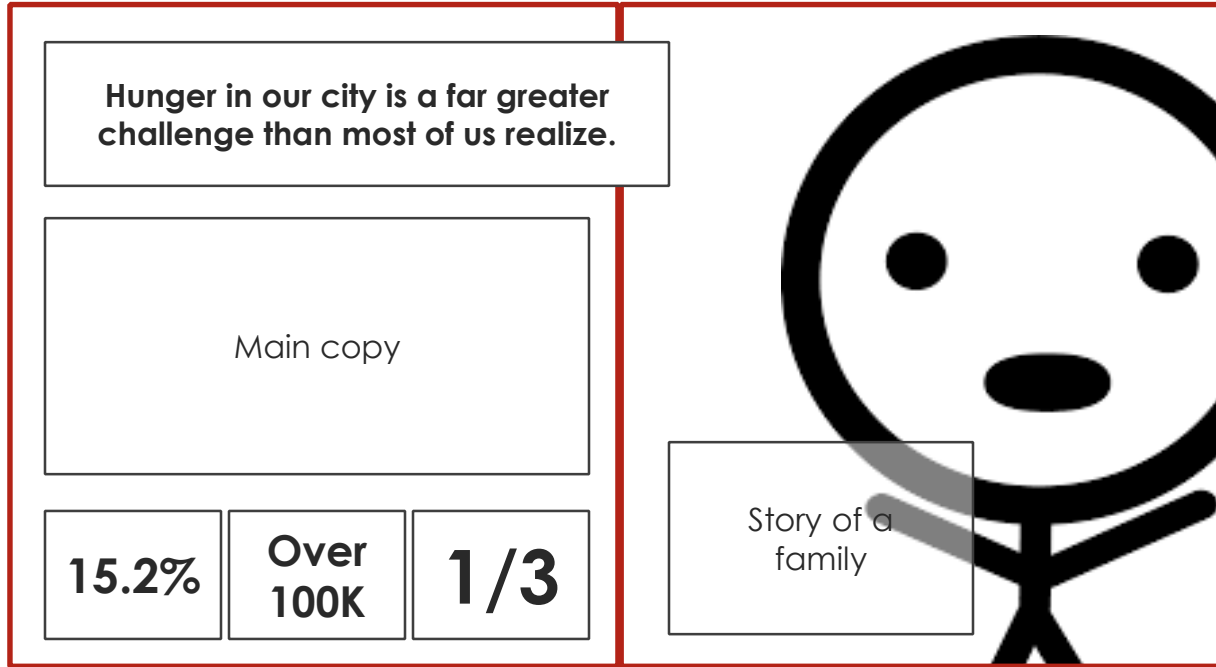 Hunger in our city is a far greater
challenge than most of us realize.
Main copy
15.2%
Over
100K
1/3
Story of a
family